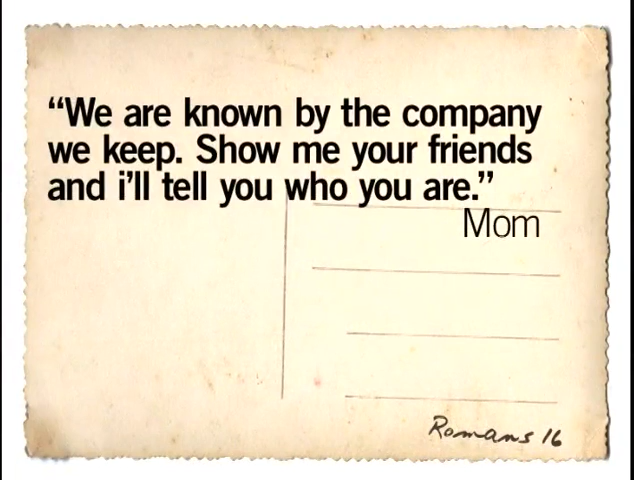 “We are known by the company
we keep. Show me your friends
and i’ll tell you who you are.”
Mom
Romans 16